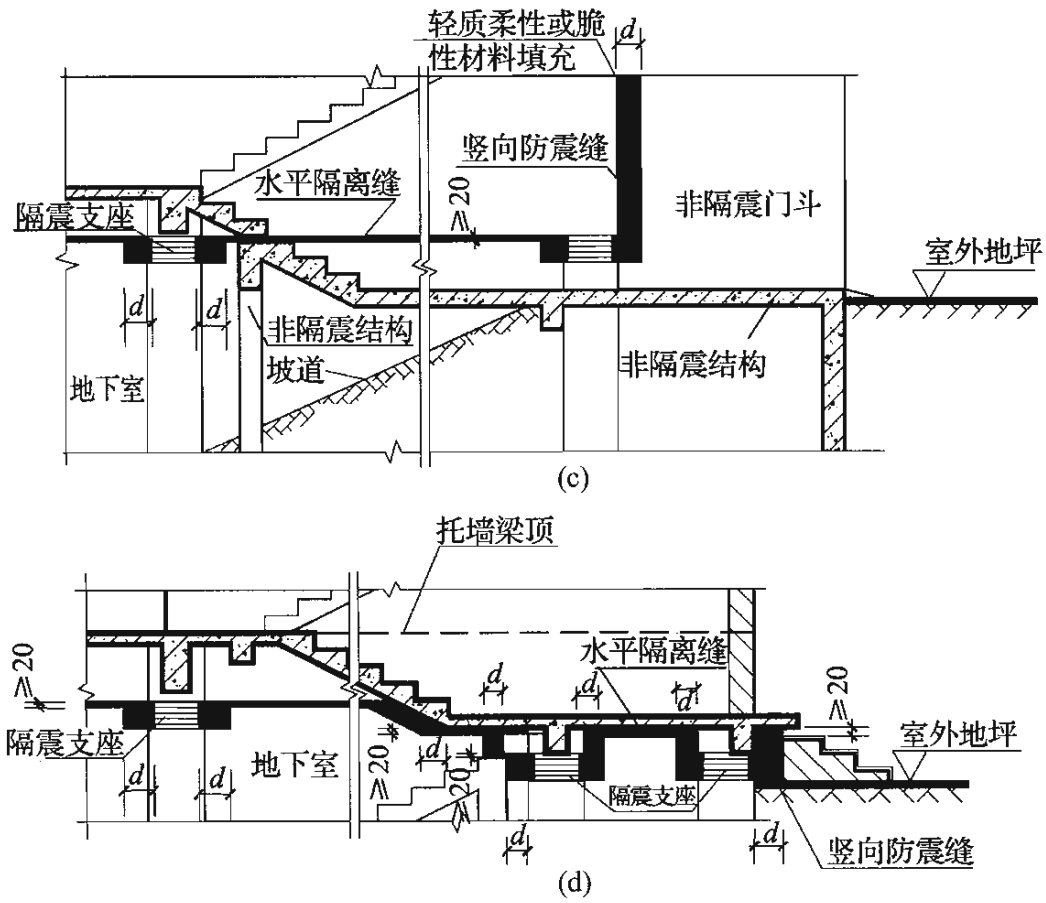 轻质柔性或脆
性材料填充
d
竖向防震缝
水平隔离缝
≥20
非隔震门斗
隔震支座
室外地坪
d
d
非隔震结构
坡道
非隔震结构
地下室
(c)
托墙梁顶
水平隔离缝
≥20
d
d
d
≥20
室外地坪
隔震支座
地下室
≥20
d
≥20
d
d
隔震支座
d
d
竖向防震缝
(d)